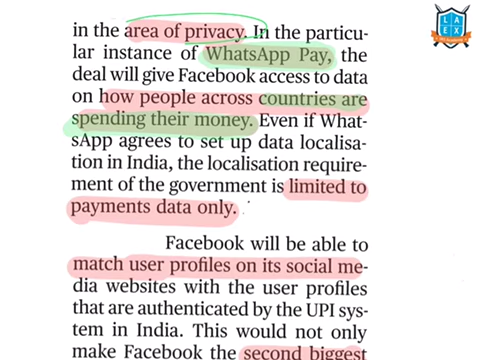 in the area of privacy. In the particu-
lar instance of WhatsApp Pay, the
deal will give Facebook access to data
on how people across countries are
spending their money. Even if What-
sApp agrees to set up data localisa-
tion in India, the localisation require-
ment of the government is limited to
payments data only.
Facebook will be able to
match user profiles on its social me-
dia websites with the user profiles
that are authenticated by the UPI sys-
tem in India. This would not only
make Facebook the second biggest
L A
E X